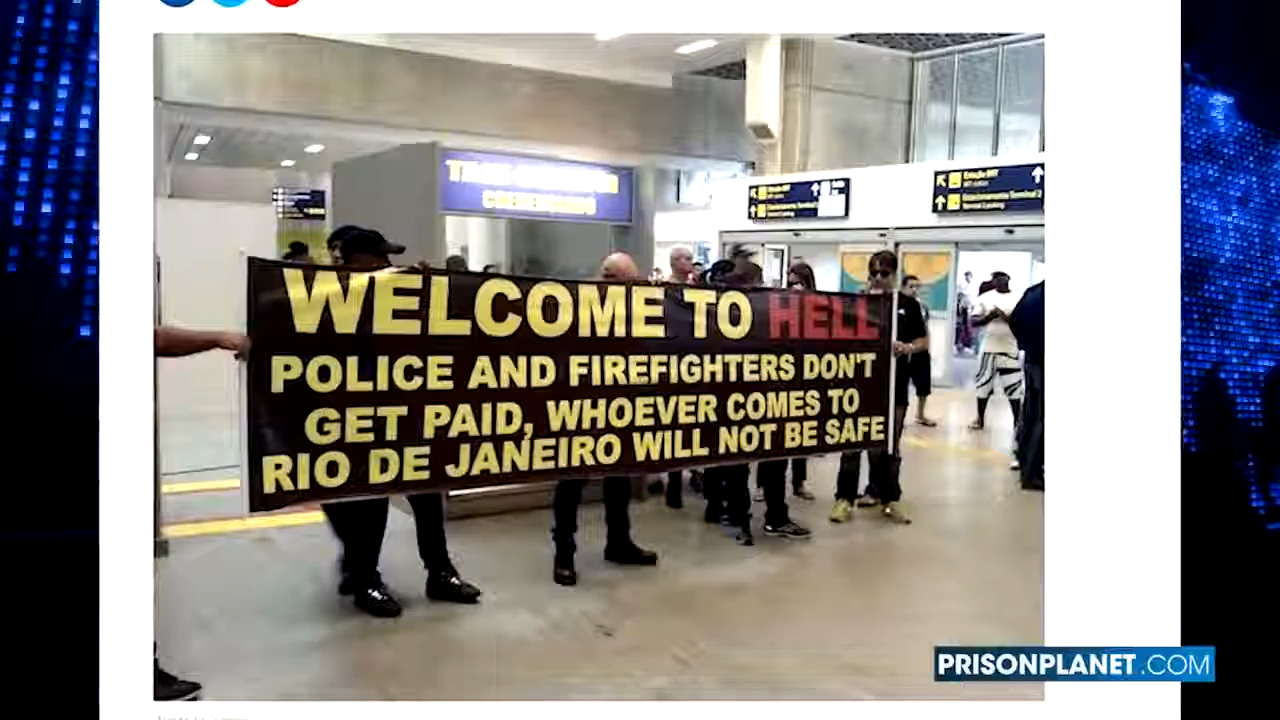 WELCOME TO HELL
POLICE AND FIREFIGHTERS DON'T
GET PAID, WHOEVER COMES TO
RIO DE JANEIRO WILL NOT BE SAFE
PRISONPLANET.COM